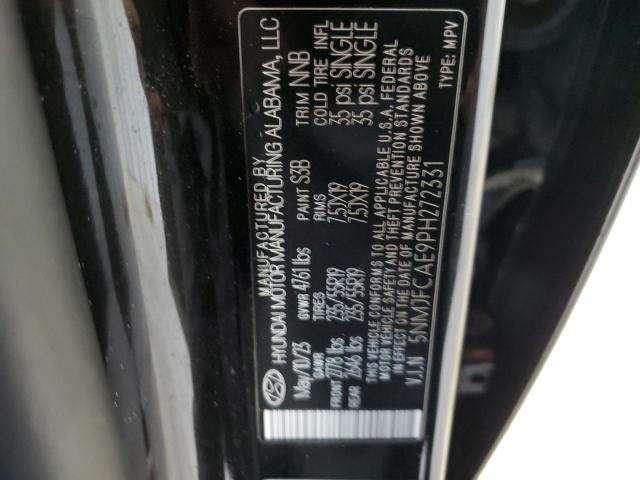 MANUFACTURED BY
HYUNDAI MOTOR MANUFACTURING ALABAMA, LLC
May/10/23 GVWR 4761 lbs PAINT S3B TRIM NNB
GAWR TIRES RIMS COLD TIRE INFL
FRONT 2778 lbs 235/55R19 7,5JX19 35 psi SINGLE
REAR 2646 lbs 235/55R19 7,5JX19 35 psi SINGLE
THIS VEHICLE CONFORMS TO ALL APPLICABLE U.S.A. FEDERAL
MOTOR VEHICLE SAFETY AND THEFT PREVENTION STANDARDS
IN EFFECT ON THE DATE OF MANUFACTURE SHOWN ABOVE
V.I.N 5NMJFCAE9PH272331
TYPE: MPV